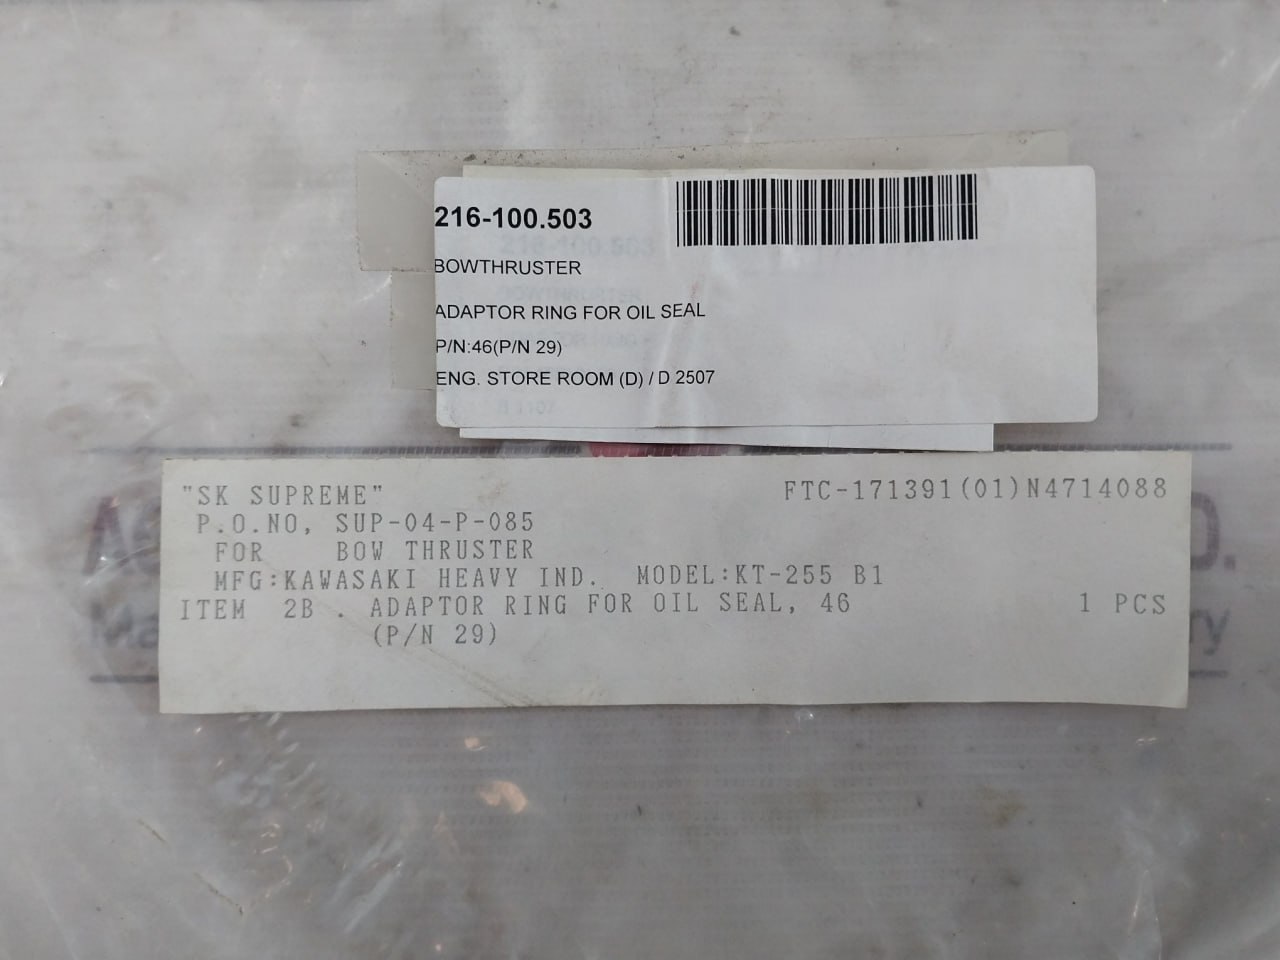 216-100.503
BOWTHRUSTER
ADAPTOR RING FOR OIL SEAL
P/N:46(P/N 29)
ENG. STORE ROOM (D) / D 2507
"SK SUPREME" FTC-171391(01)N4714088
P.O.NO, SUP-04-P-085
FOR BOW THRUSTER
MFG:KAWASAKI HEAVY IND. MODEL:KT-255 B1
ITEM 2B . ADAPTOR RING FOR OIL SEAL, 46 1 PCS
(P/N 29)